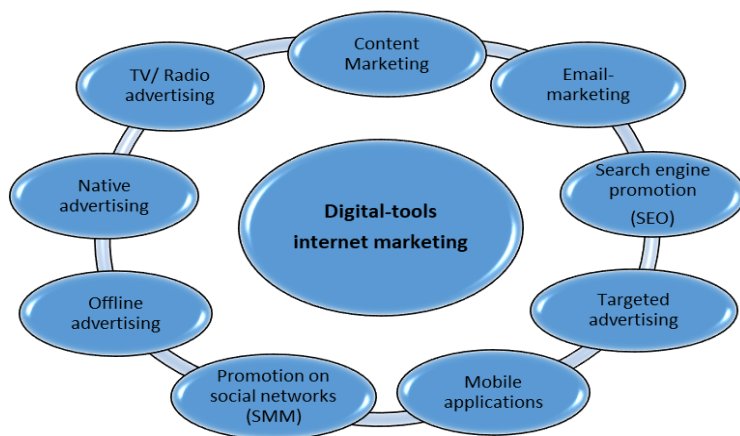 Content
Marketing
TV/ Radio
advertising
Email-
marketing
Native
advertising
Search engine
promotion
(SEO)
Digital-tools
internet marketing
Offline
advertising
Targeted
advertising
Promotion on
social networks
(SMM)
Mobile
applications